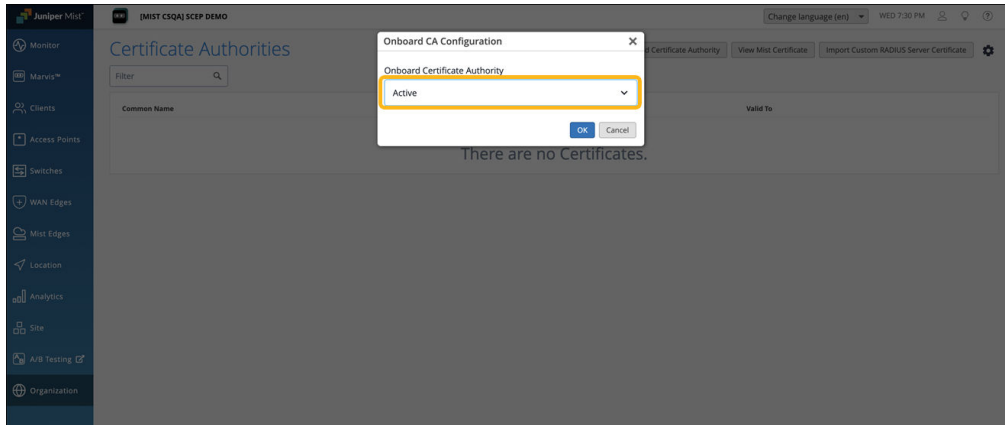 Juniper Mist™
[MIST CSQA] SCEP DEMO
Change language (en)
WED 7:30 PM
Monitor
Marvis™
Clients
Access Points
Switches
WAN Edges
Mist Edges
Location
Analytics
Site
A/B Testing
Organization
Certificate Authorities
d Certificate Authority
View Mist Certificate
Import Custom RADIUS Server Certificate
Filter
Common Name
Valid To
There are no Certificates.
Onboard CA Configuration
Onboard Certificate Authority
Active
OK
Cancel